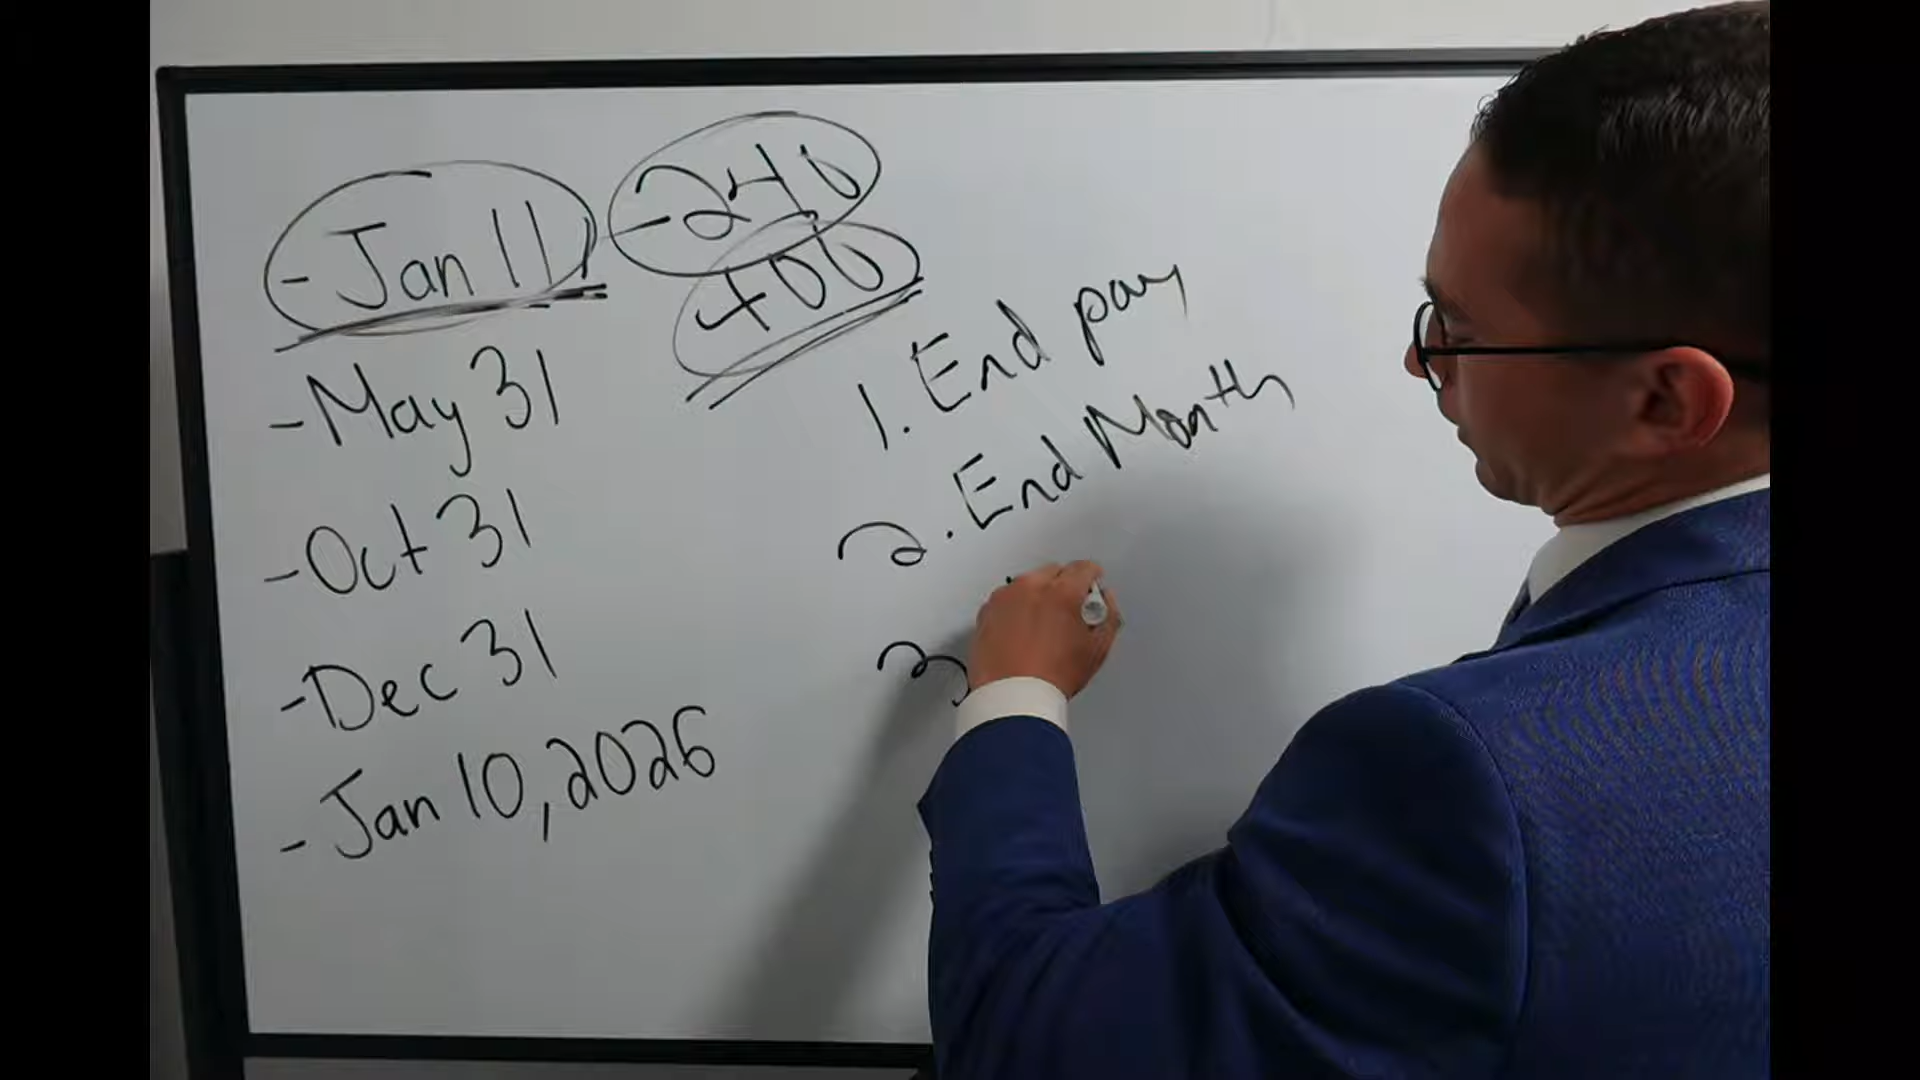 - Jan 11
- 240
400
- May 31
- Oct 31
- Dec 31
- Jan 10, 2026
1. End pay
2. End Month
3